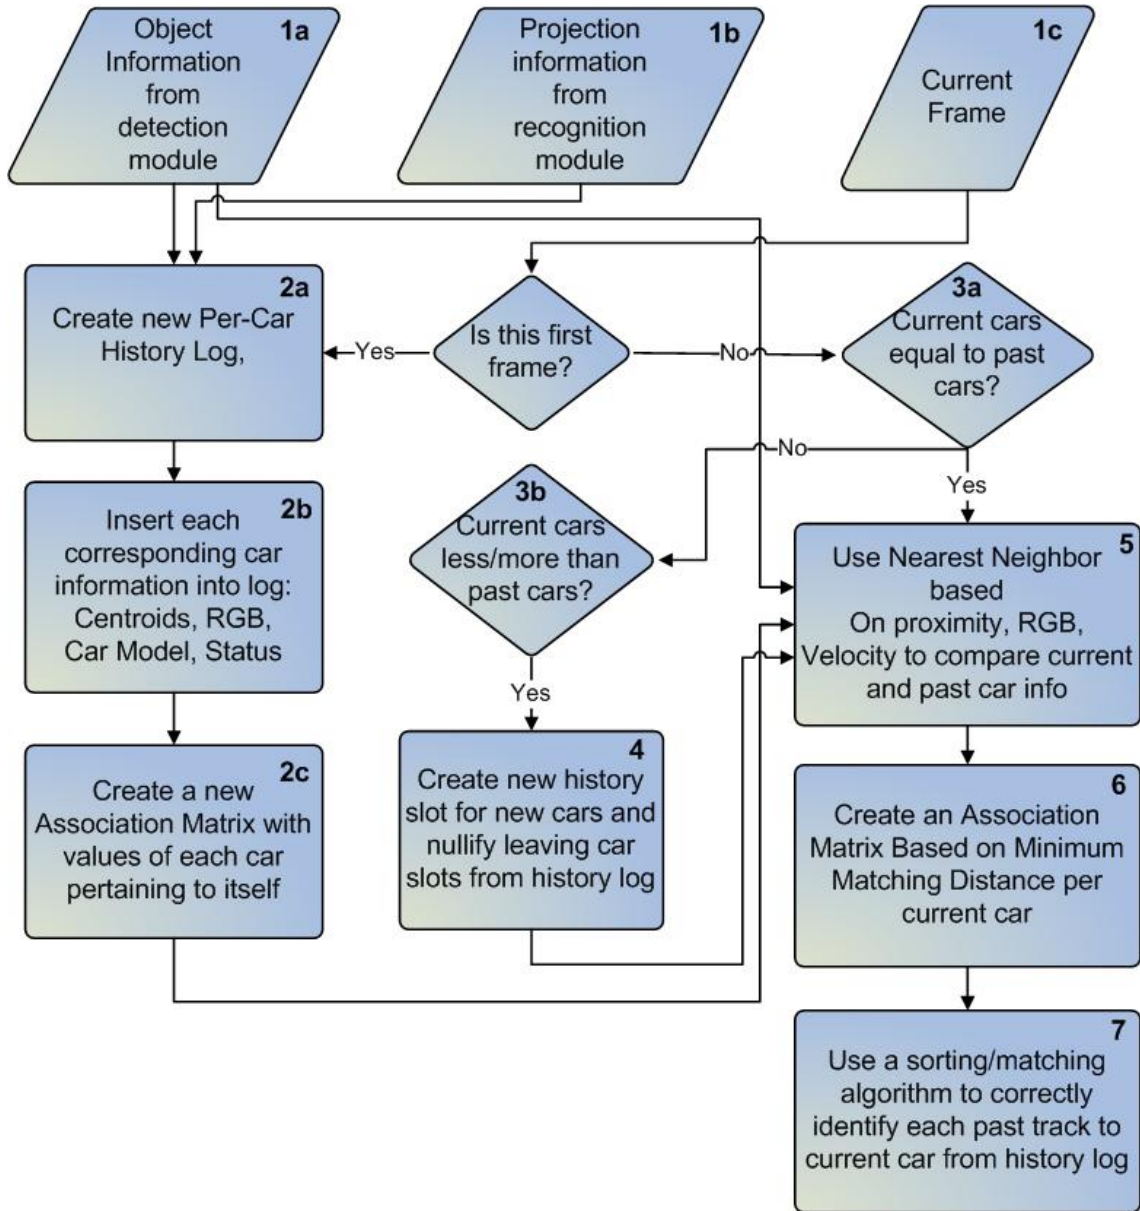 1a
Object
Information
from
detection
module
1b
Projection
information
from
recognition
module
1c
Current
Frame
2a
Create new Per-Car
History Log,
Yes
Is this first
frame?
No
3a
Current cars
equal to past
cars?
No
Yes
2b
Insert each
corresponding car
information into log:
Centroids, RGB,
Car Model, Status
3b
Current cars
less/more than
past cars?
Yes
5
Use Nearest Neighbor
based
On proximity, RGB,
Velocity to compare current
and past car info
2c
Create a new
Association Matrix with
values of each car
pertaining to itself
4
Create new history
slot for new cars and
nullify leaving car
slots from history log
6
Create an Association
Matrix Based on Minimum
Matching Distance per
current car
7
Use a sorting/matching
algorithm to correctly
identify each past track to
current car from history log